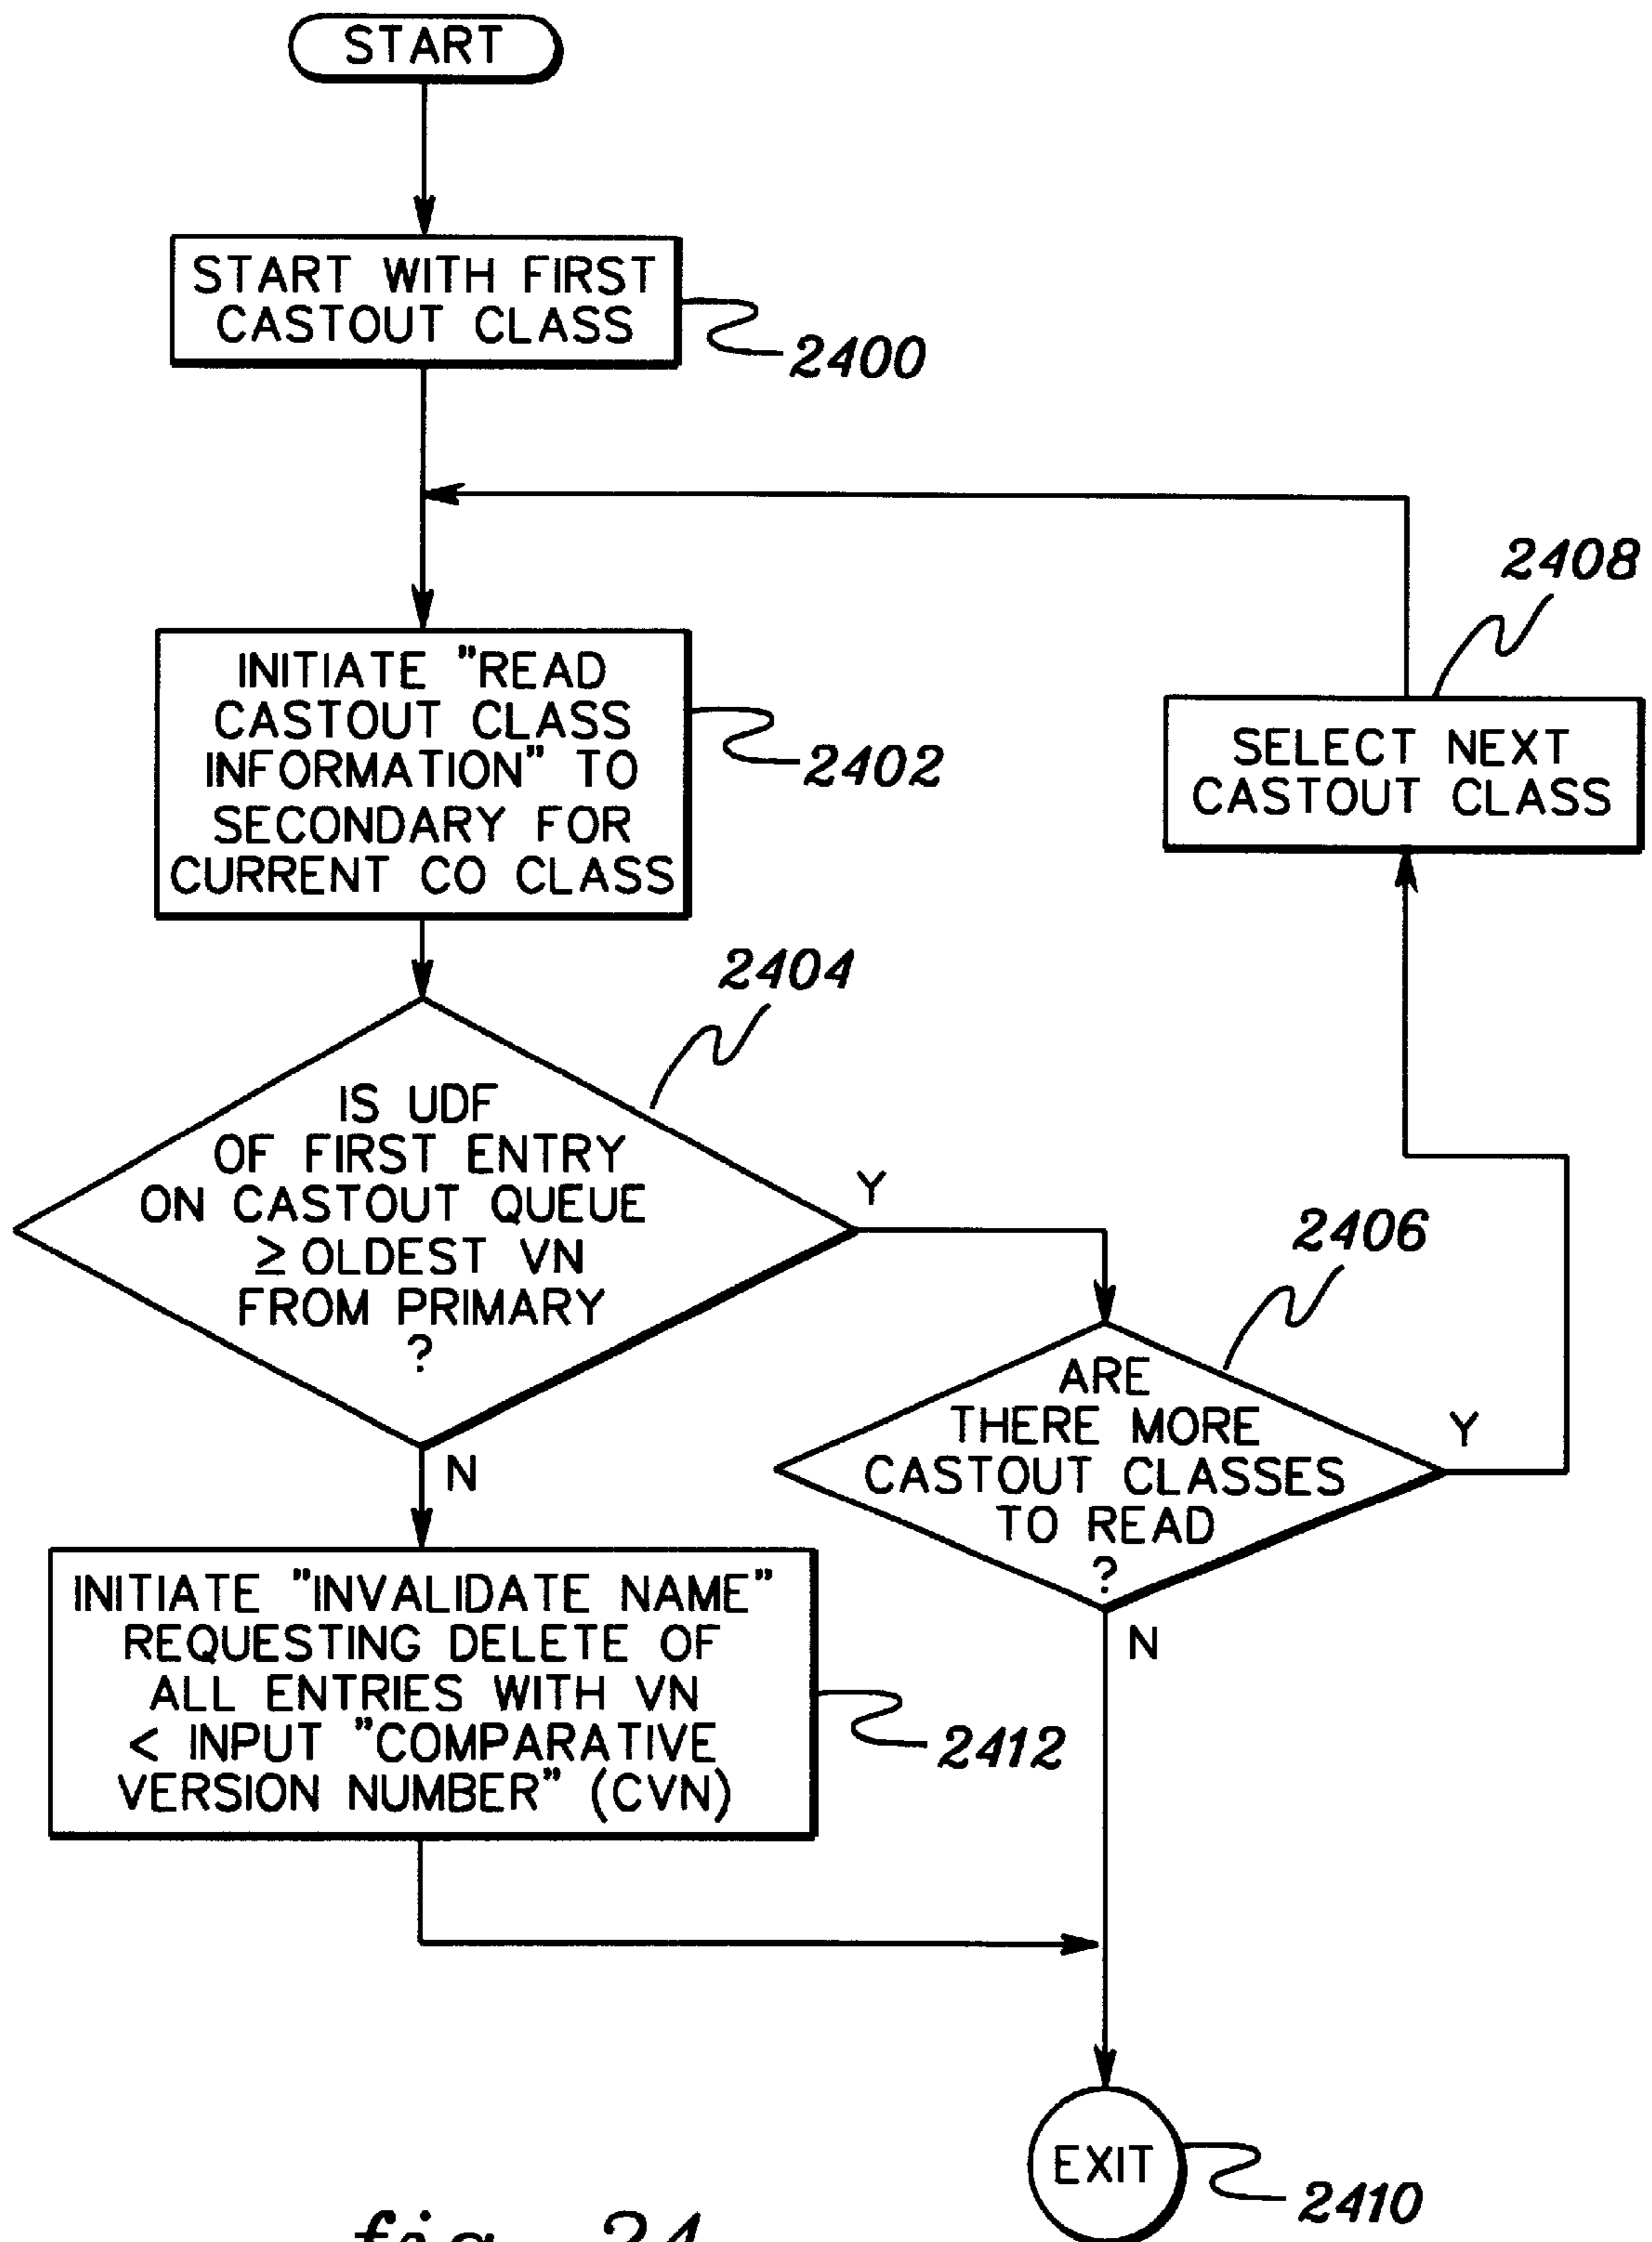 START
START WITH FIRST
CASTOUT CLASS
2400
2408
INITIATE "READ
CASTOUT CLASS
INFORMATION" TO
SECONDARY FOR
CURRENT CO CLASS
2402
SELECT NEXT
CASTOUT CLASS
2404
IS UDF
OF FIRST ENTRY
ON CASTOUT QUEUE
≥ OLDEST VN
FROM PRIMARY
?
Y
N
2406
ARE
THERE MORE
CASTOUT CLASSES
TO READ
?
Y
N
INITIATE "INVALIDATE NAME"
REQUESTING DELETE OF
ALL ENTRIES WITH VN
< INPUT "COMPARATIVE
VERSION NUMBER" (CVN)
2412
EXIT
2410
fig. 24